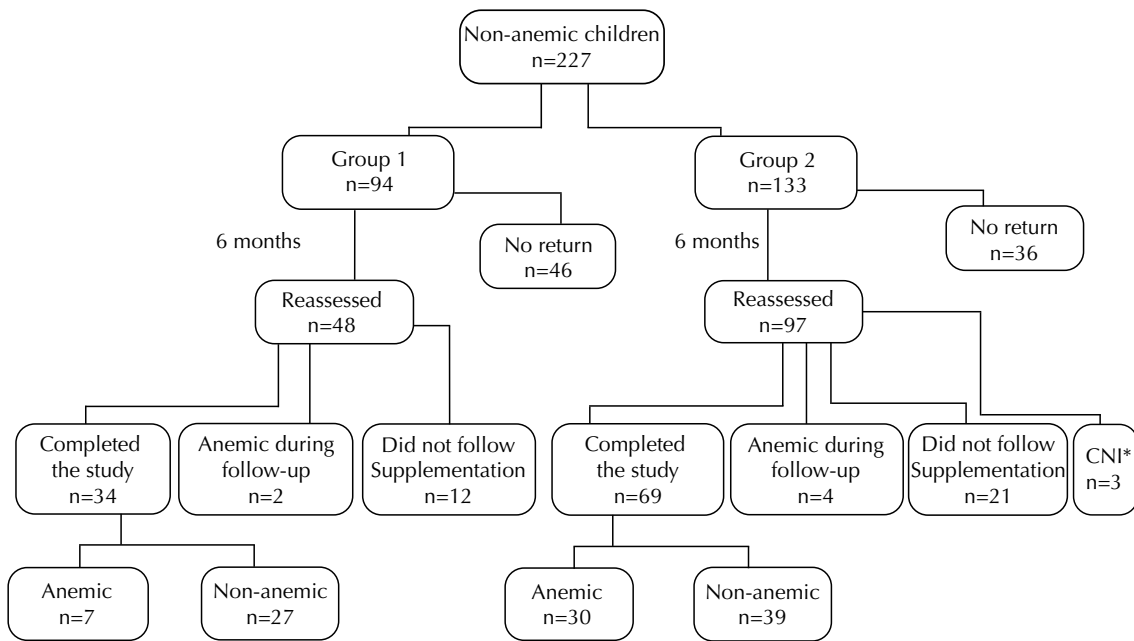 Non-anemic children
n=227
Group 1
n=94
Group 2
n=133
6 months
No return
n=46
6 months
No return
n=36
Reassessed
n=48
Reassessed
n=97
Completed
the study
n=34
Anemic during
follow-up
n=2
Did not follow
Supplementation
n=12
Completed
the study
n=69
Anemic during
follow-up
n=4
Did not follow
Supplementation
n=21
CNI*
n=3
Anemic
n=7
Non-anemic
n=27
Anemic
n=30
Non-anemic
n=39